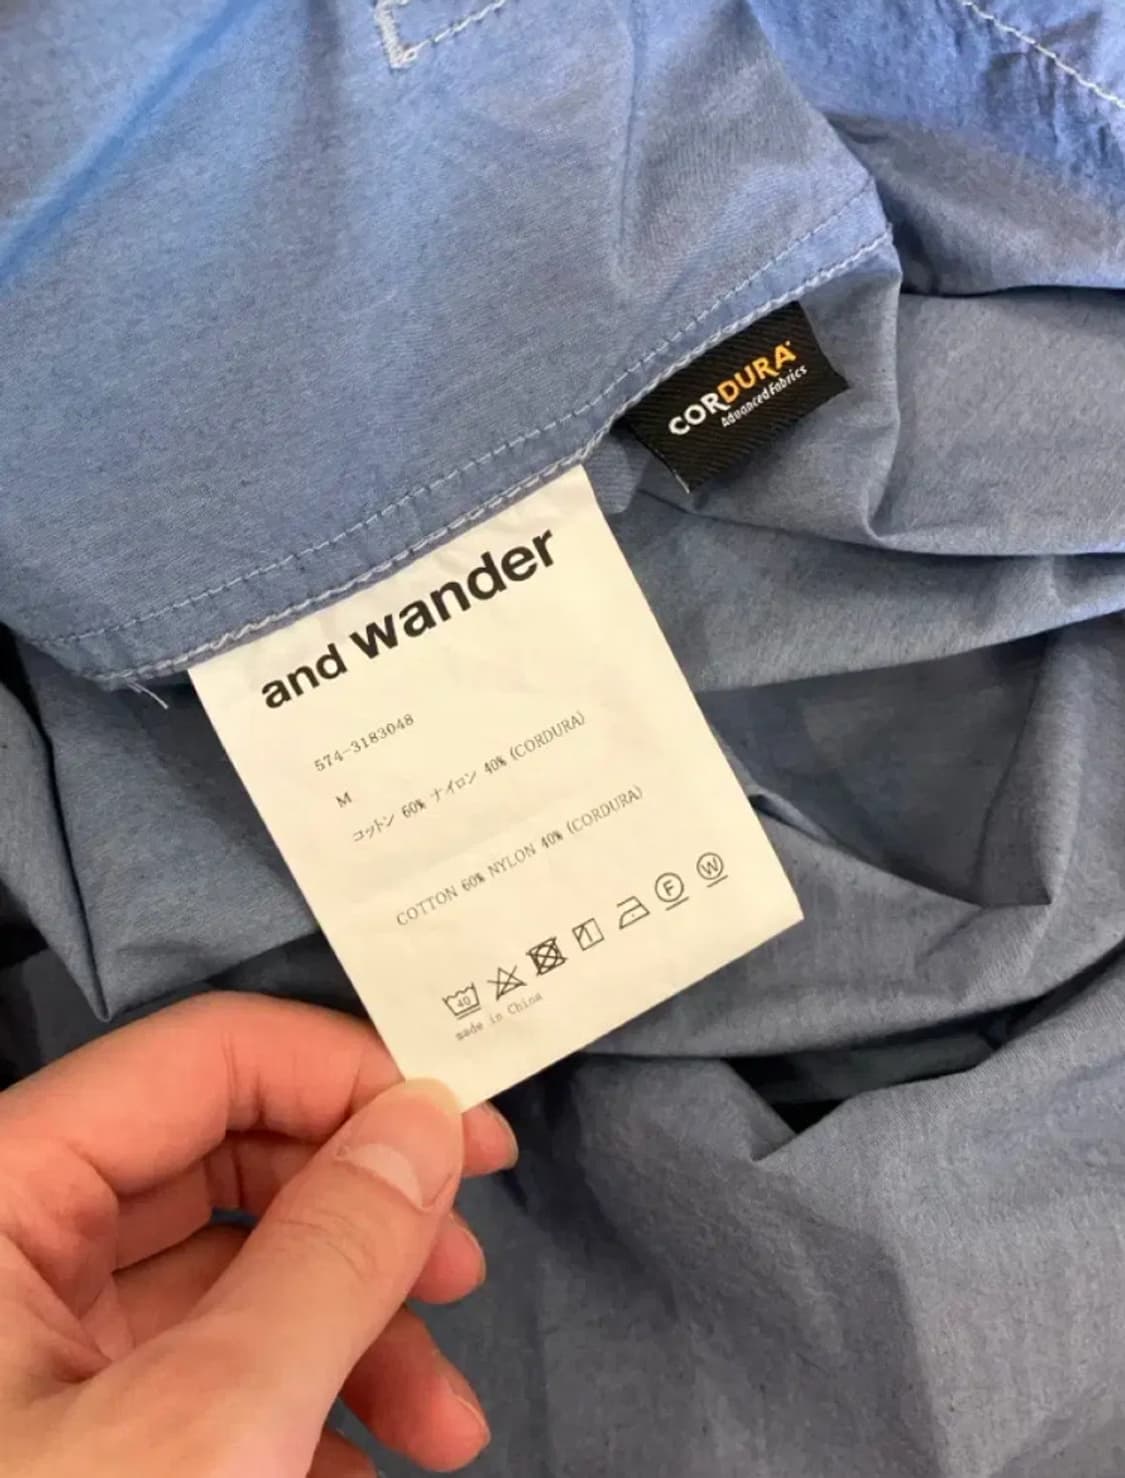 CORDURA
Advanced Fabrics
and wander
574-3183048
M
コットン 60% ナイロン 40% (CORDURA)
COTTON 60% NYLON 40% (CORDURA)
40 F W
made in China